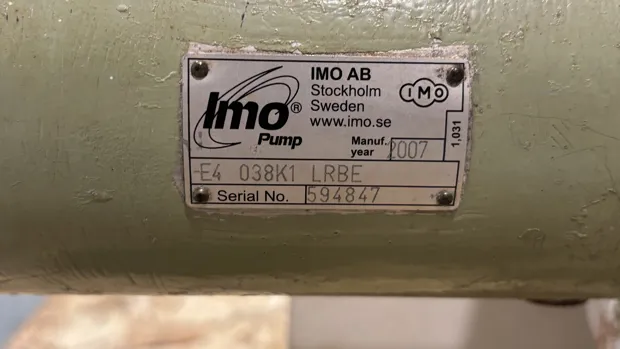 Imo®
Pump
IMO AB
Stockholm
Sweden
www.imo.se
IMO
Manuf.
year 2007
1,031
E4 038K1 LRBE
Serial No. 594847